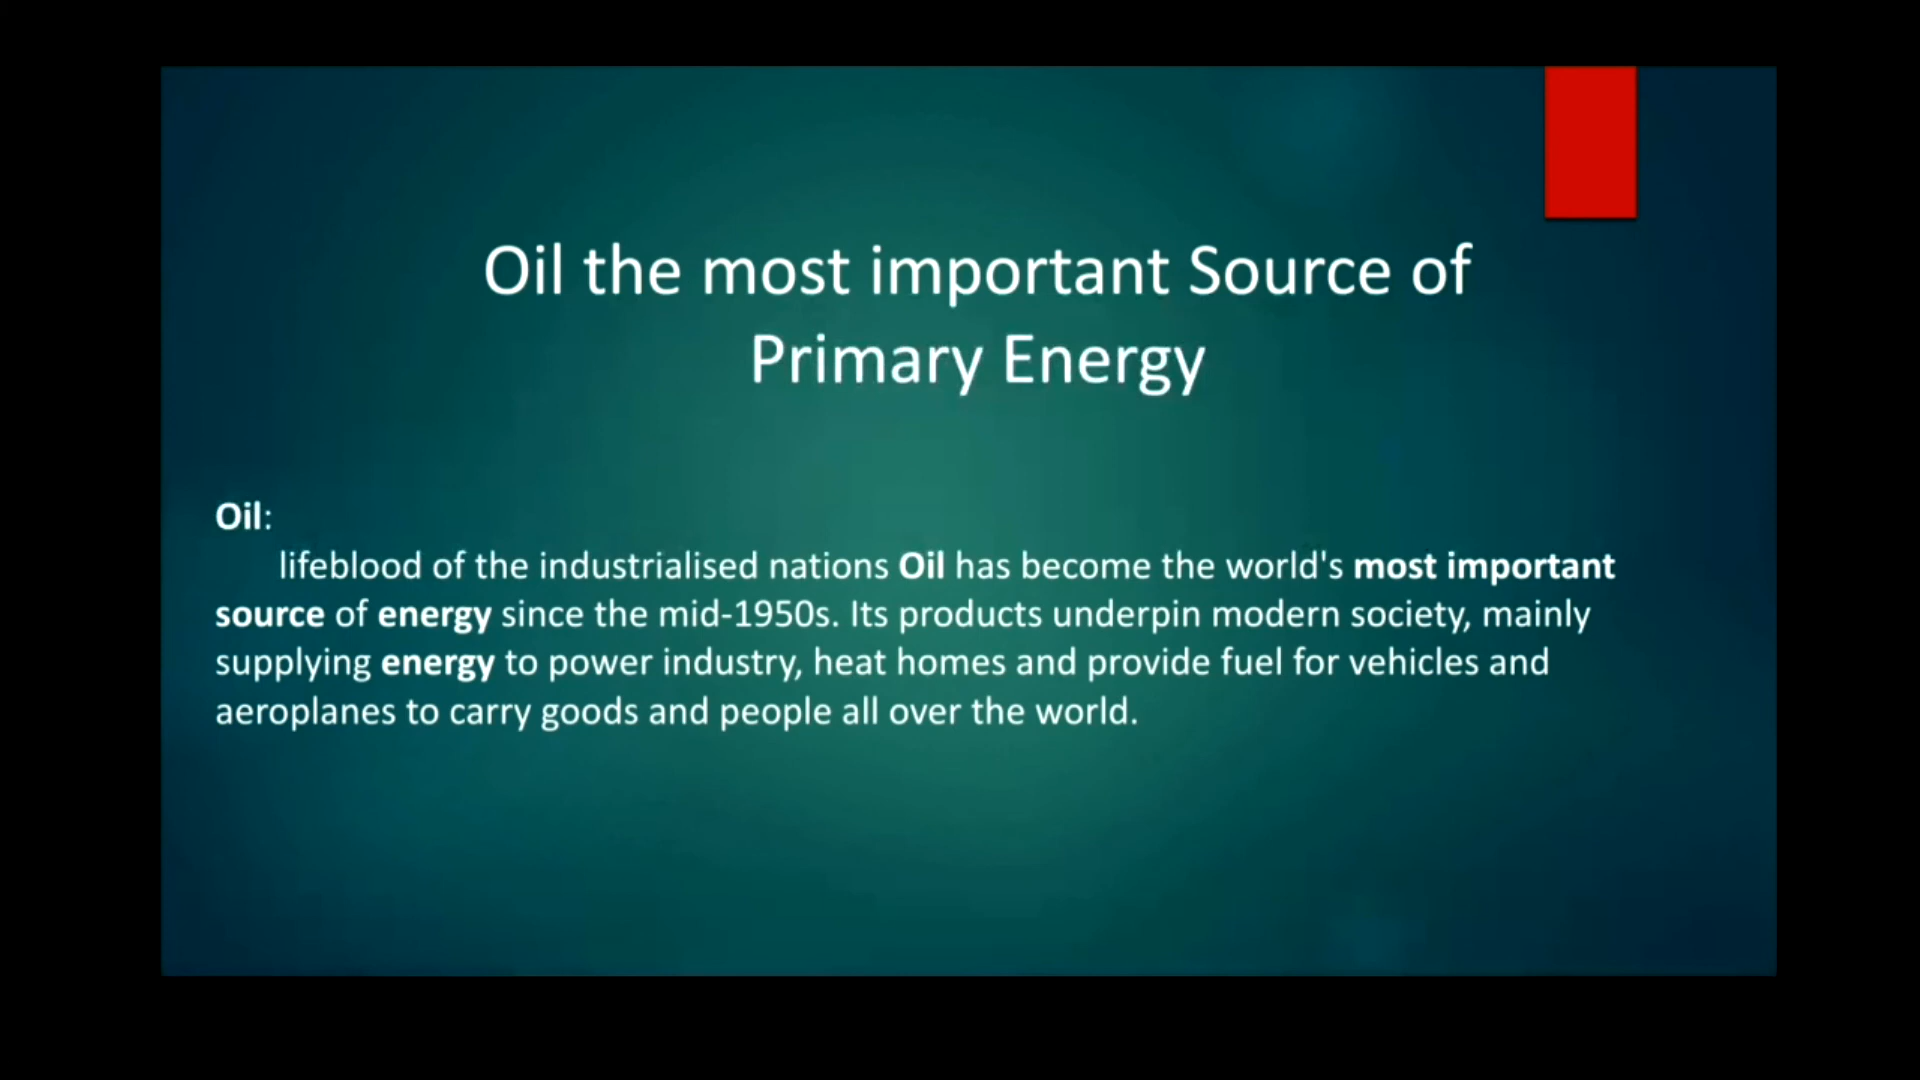 Oil the most important Source of
Primary Energy
Oil:
lifeblood of the industrialised nations Oil has become the world's most important
source of energy since the mid-1950s. Its products underpin modern society, mainly
supplying energy to power industry, heat homes and provide fuel for vehicles and
aeroplanes to carry goods and people all over the world.